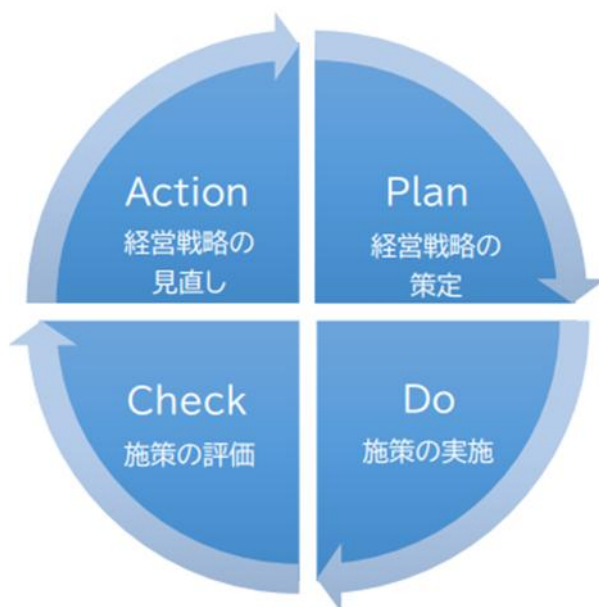 Action
経営戦略の
見直し
Plan
経営戦略の
策定
Check
施策の評価
Do
施策の実施